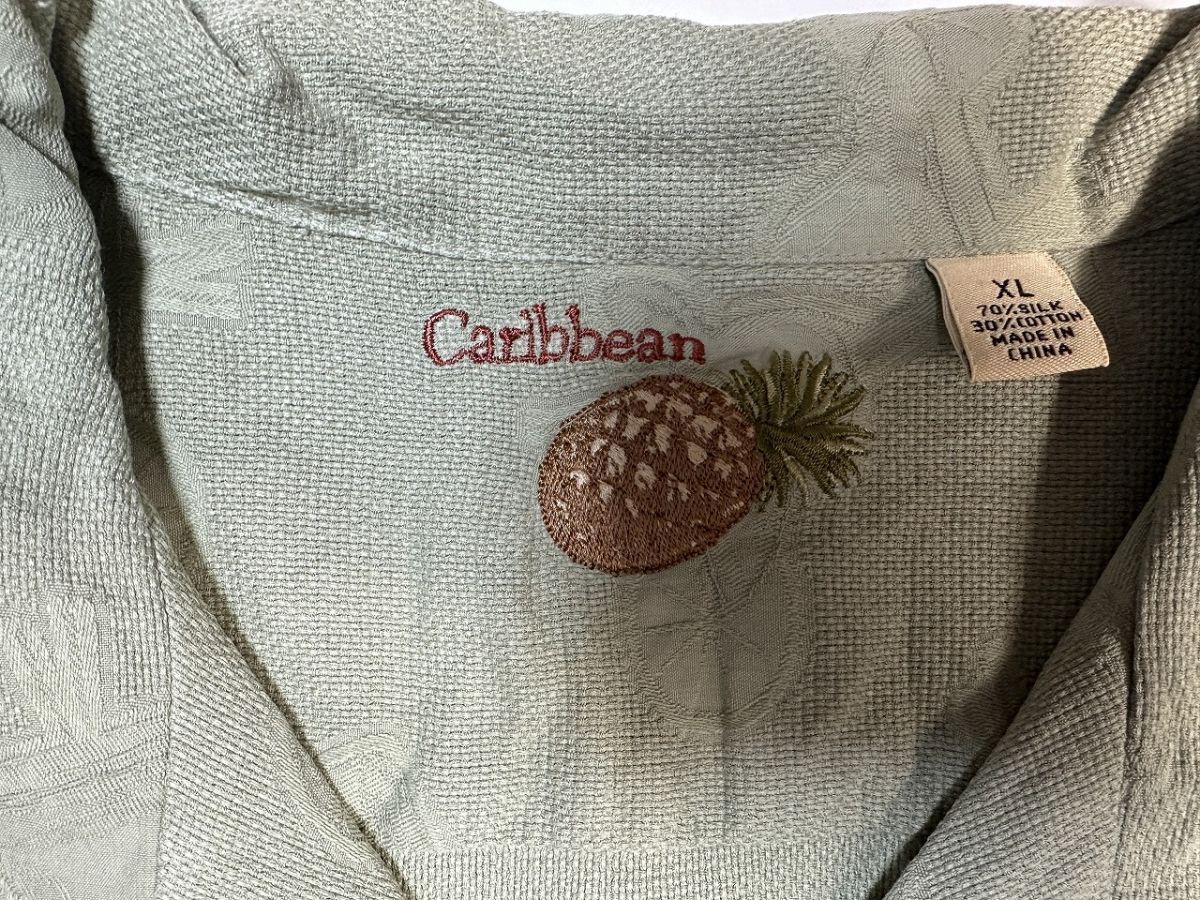 Caribbean
XL
70% SILK
30% COTTON
MADE IN
CHINA